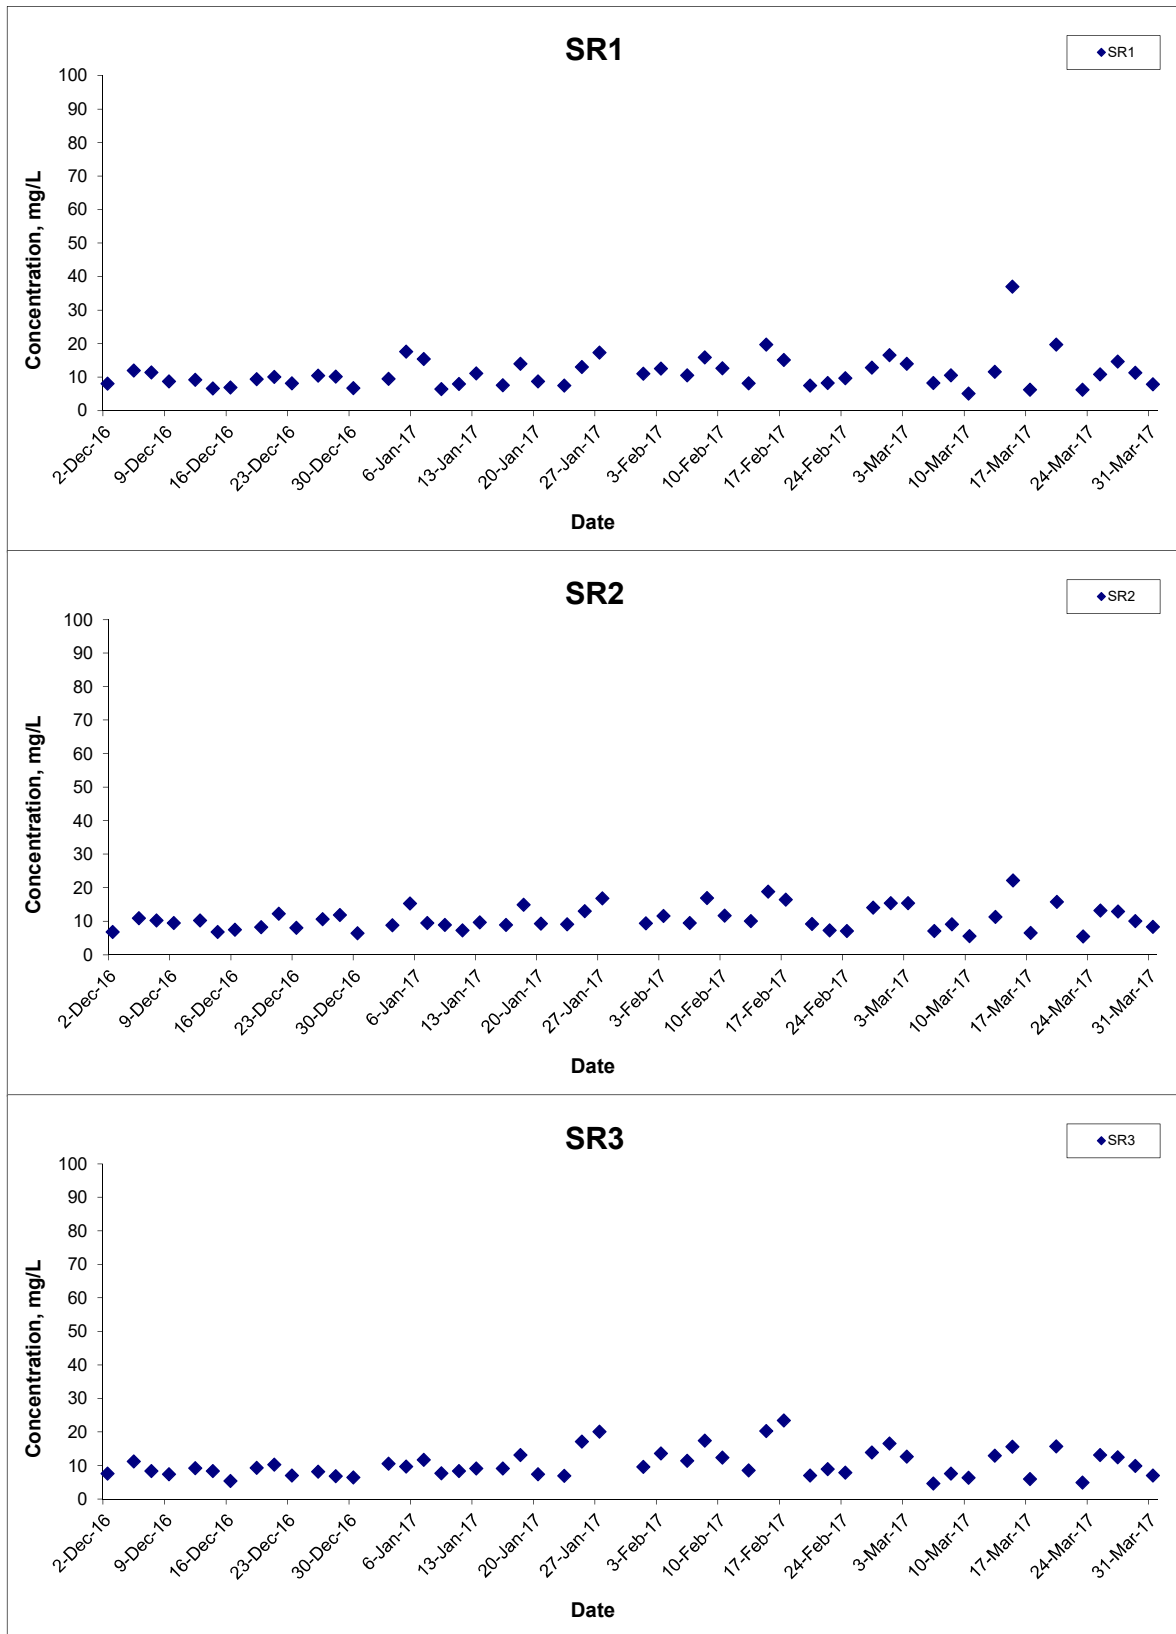 SR1
SR1
100
90
80
70
60
50
40
30
20
10
0
Concentration, mg/L
2-Dec-16
9-Dec-16
16-Dec-16
23-Dec-16
30-Dec-16
6-Jan-17
13-Jan-17
20-Jan-17
27-Jan-17
3-Feb-17
10-Feb-17
17-Feb-17
24-Feb-17
3-Mar-17
10-Mar-17
17-Mar-17
24-Mar-17
31-Mar-17
Date
SR2
SR2
100
90
80
70
60
50
40
30
20
10
0
Concentration, mg/L
2-Dec-16
9-Dec-16
16-Dec-16
23-Dec-16
30-Dec-16
6-Jan-17
13-Jan-17
20-Jan-17
27-Jan-17
3-Feb-17
10-Feb-17
17-Feb-17
24-Feb-17
3-Mar-17
10-Mar-17
17-Mar-17
24-Mar-17
31-Mar-17
Date
SR3
SR3
100
90
80
70
60
50
40
30
20
10
0
Concentration, mg/L
2-Dec-16
9-Dec-16
16-Dec-16
23-Dec-16
30-Dec-16
6-Jan-17
13-Jan-17
20-Jan-17
27-Jan-17
3-Feb-17
10-Feb-17
17-Feb-17
24-Feb-17
3-Mar-17
10-Mar-17
17-Mar-17
24-Mar-17
31-Mar-17
Date